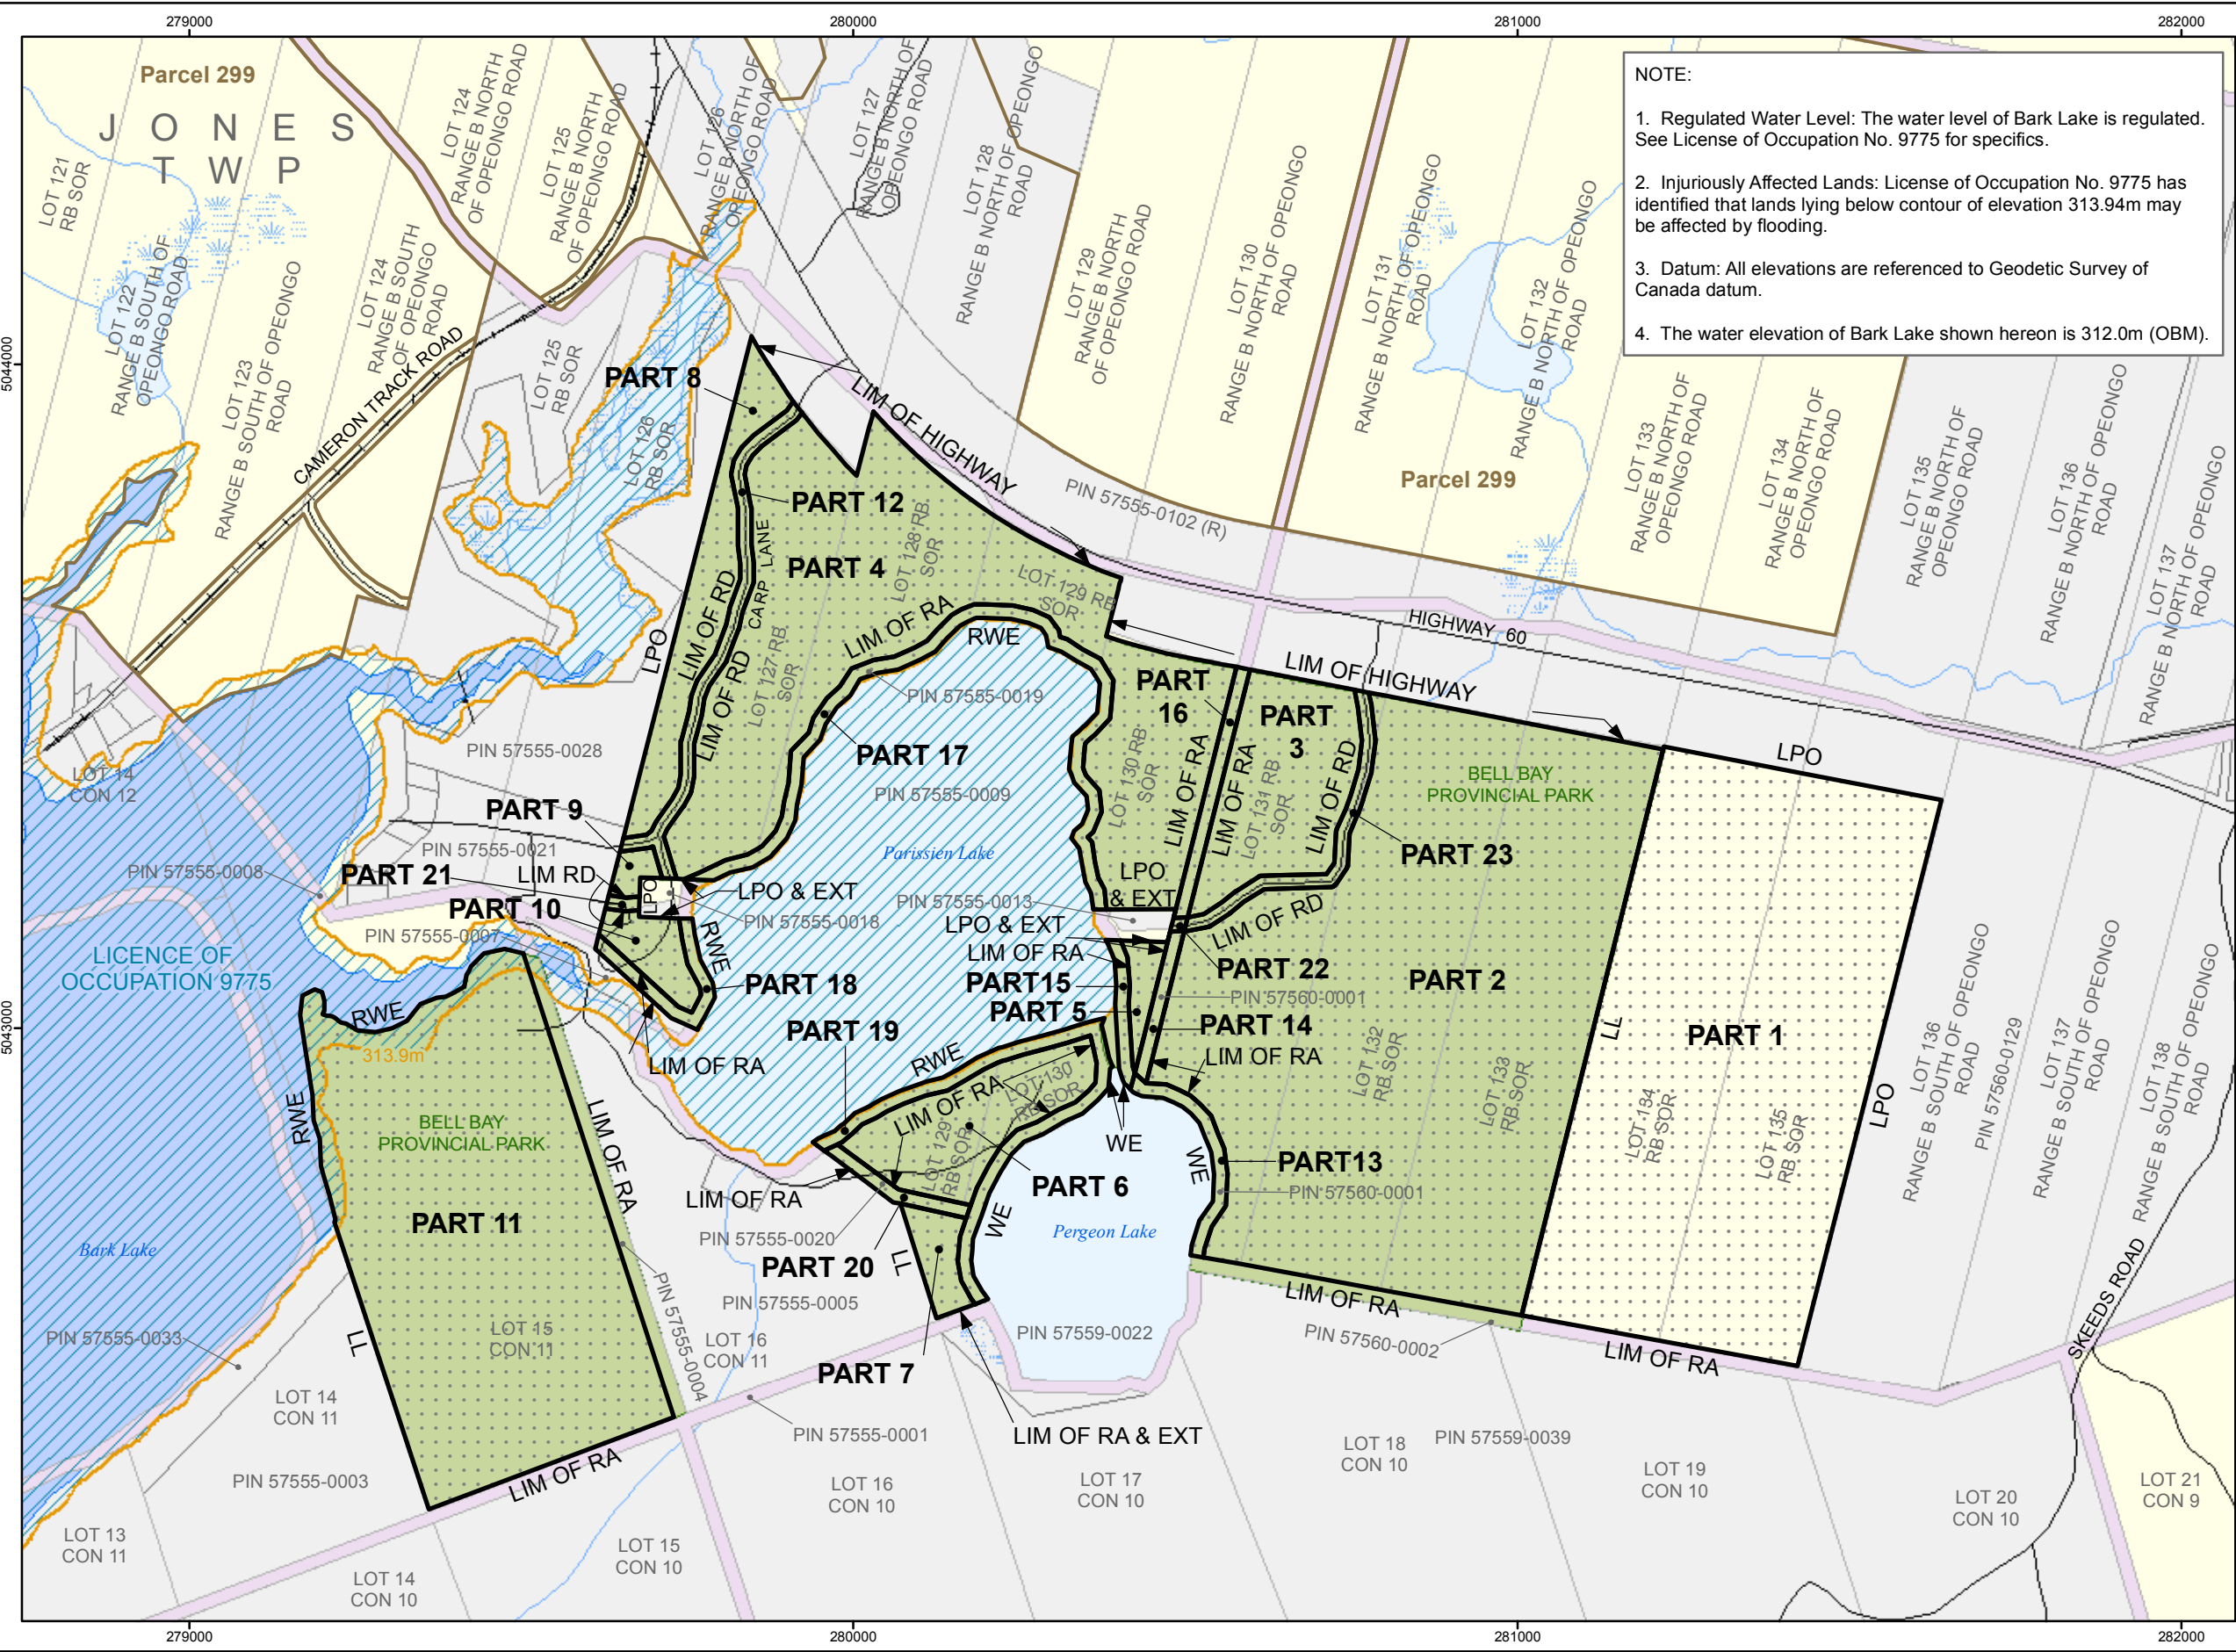 279000
280000
281000
282000
5044000
5043000
NOTE:
1. Regulated Water Level: The water level of Bark Lake is regulated.
See License of Occupation No. 9775 for specifics.
2. Injuriously Affected Lands: License of Occupation No. 9775 has
identified that lands lying below contour of elevation 313.94m may
be affected by flooding.
3. Datum: All elevations are referenced to Geodetic Survey of
Canada datum.
4. The water elevation of Bark Lake shown hereon is 312.0m (OBM).
Parcel 299
JONES
TWP
LOT 121
RB SOR
LOT 122
RANGE B SOUTH OF
OPEONGO ROAD
LOT 123
RANGE B SOUTH OF OPEONGO
ROAD
LOT 124
RANGE B SOUTH
OF OPEONGO
ROAD
LOT 124
RANGE B NORTH
OF OPEONGO ROAD
LOT 125
RANGE B NORTH
OF OPEONGO ROAD
LOT 126
RANGE B NORTH OF
OPEONGO ROAD
LOT 127
RANGE B NORTH OF
OPEONGO ROAD
LOT 128
RANGE B NORTH OF OPEONGO
ROAD
LOT 129
RANGE B NORTH
OF OPEONGO ROAD
LOT 130
RANGE B NORTH OF OPEONGO
ROAD
LOT 131
RANGE B NORTH OF OPEONGO
ROAD
LOT 132
RANGE B NORTH OF OPEONGO
ROAD
LOT 133
RANGE B NORTH OF
OPEONGO ROAD
LOT 134
RANGE B NORTH OF
OPEONGO ROAD
LOT 135
RANGE B NORTH OF
OPEONGO ROAD
LOT 136
RANGE B NORTH OF OPEONGO
ROAD
LOT 137
RANGE B NORTH OF OPEONGO
ROAD
Parcel 299
CAMERON TRACK ROAD
LOT 125
RB SOR
LOT 126
RB SOR
PART 8
LIM OF HIGHWAY
PIN 57555-0102 (R)
PART 12
PART 4
LOT 128 RB
SOR
LOT 129 RB
SOR
CARP LANE
LIM OF RD
LIM OF RD
LIM OF RD
LPO
LOT 127 RB
SOR
LIM OF RA
RWE
HIGHWAY 60
LIM OF HIGHWAY
PIN 57555-0019
PART
16
PART
3
PART 17
PIN 57555-0009
LOT 130 RB
SOR
LIM OF RA
LIM OF RA
LOT 131 RB
SOR
LIM OF RD
BELL BAY
PROVINCIAL PARK
LPO
LOT 14
CON 12
PIN 57555-0028
PART 9
PIN 57555-0021
PIN 57555-0008
PART 21
LIM RD
LPO
LPO & EXT
Parissien Lake
LPO
& EXT
PART 23
PART 10
PIN 57555-0018
PIN 57555-0013
PIN 57555-0007
LPO & EXT
LIM OF RA
LIM OF RD
LICENCE OF
OCCUPATION 9775
RWE
PART 18
PART15
PART 22
PART 2
PIN 57560-0001
PART 5
PART 14
RWE
313.9m
PART 19
RWE
LIM OF RA
LIM OF RA
LL
PART 1
LPO
LOT 136
RANGE B SOUTH OF OPEONGO
ROAD
PIN 57560-0129
LOT 137
RANGE B SOUTH OF OPEONGO
ROAD
LOT 138
RANGE B SOUTH OF OPEONGO
ROAD
LOT 132
RB SOR
LOT 133
RB SOR
LOT 134
RB SOR
LOT 135
RB SOR
RWE
BELL BAY
PROVINCIAL PARK
LIM OF RA
LIM OF RA
LOT 130
RB SOR
LOT 129
RB SOR
WE
WE
PART13
PIN 57560-0001
PART 6
WE
LIM OF RA
PART 11
Bark Lake
PIN 57555-0020
LL
Pergeon Lake
PART 20
PIN 57555-0005
PIN 57555-0004
LIM OF RA
PIN 57560-0002
LIM OF RA
SKEEDS ROAD
PIN 57555-0033
LL
LOT 15
CON 11
LOT 16
CON 11
PIN 57559-0022
PART 7
LOT 14
CON 11
PIN 57555-0001
LIM OF RA & EXT
LIM OF RA
PIN 57555-0003
LOT 13
CON 11
LOT 14
CON 10
LOT 15
CON 10
LOT 16
CON 10
LOT 17
CON 10
LOT 18
CON 10
PIN 57559-0039
LOT 19
CON 10
LOT 20
CON 10
LOT 21
CON 9
279000
280000
281000
282000